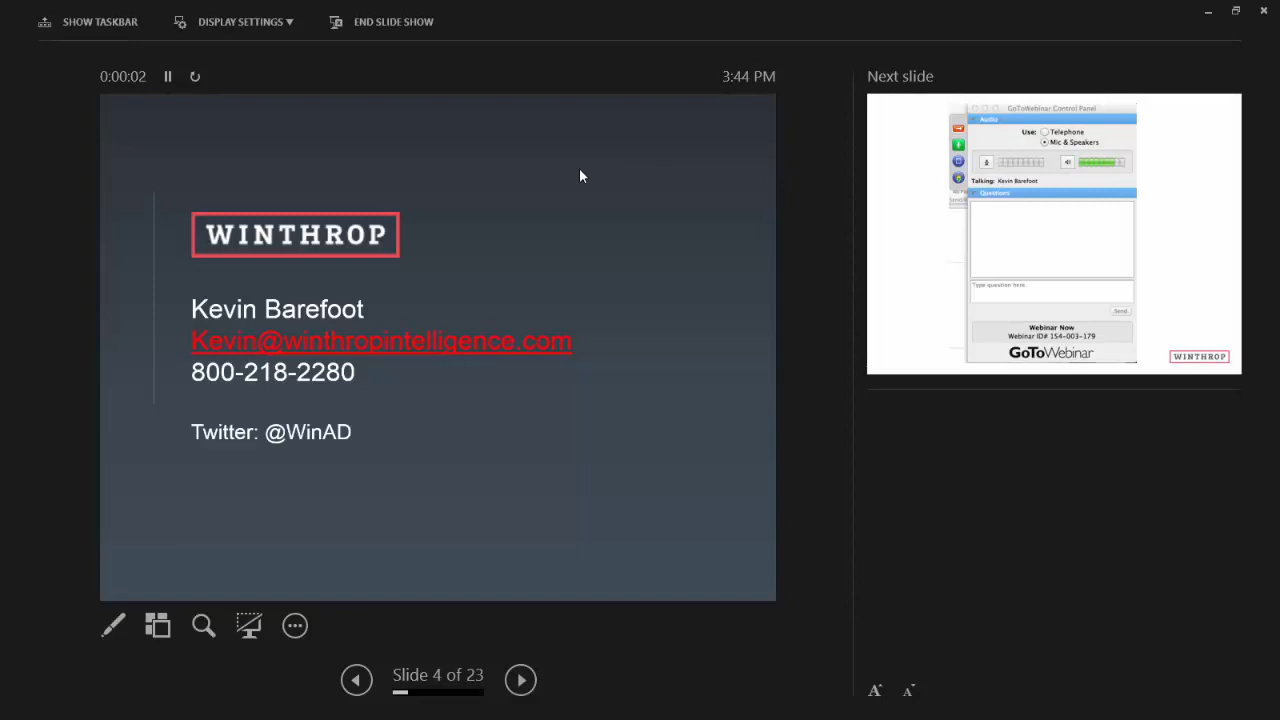 SHOW TASKBAR
DISPLAY SETTINGS ▼
END SLIDE SHOW
0:00:02
3:44 PM
WINTHROP
Kevin Barefoot
Kevin@winthropintelligence.com
800-218-2280
Twitter: @WinAD
Slide 4 of 23
Next slide
GoToWebinar Control Panel
Audio
Use: Telephone
Mic & Speakers
Talking: Kevin Barefoot
Questions
Type question here.
Send
Webinar Now
Webinar ID# 154-003-179
GoToWebinar
WINTHROP
A A